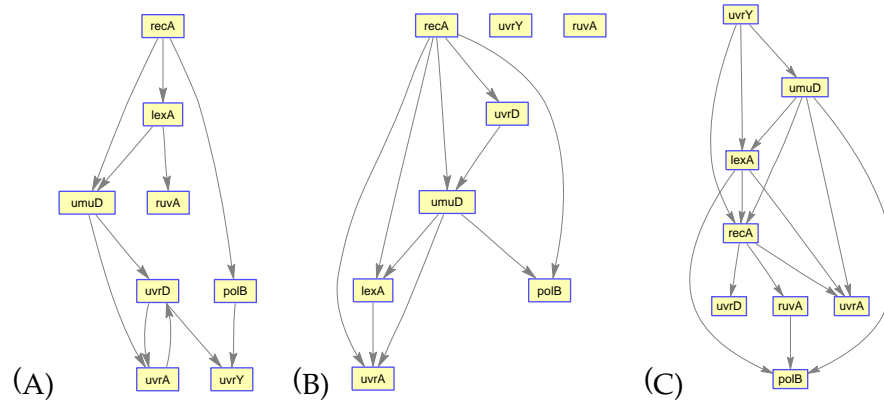 recA
lexA
umuD
ruvA
uvrD
polB
uvrA
uvrY
(A)
recA
uvrY
ruvA
uvrD
umuD
lexA
polB
uvrA
(B)
uvrY
umuD
lexA
recA
uvrD
ruvA
uvrA
polB
(C)